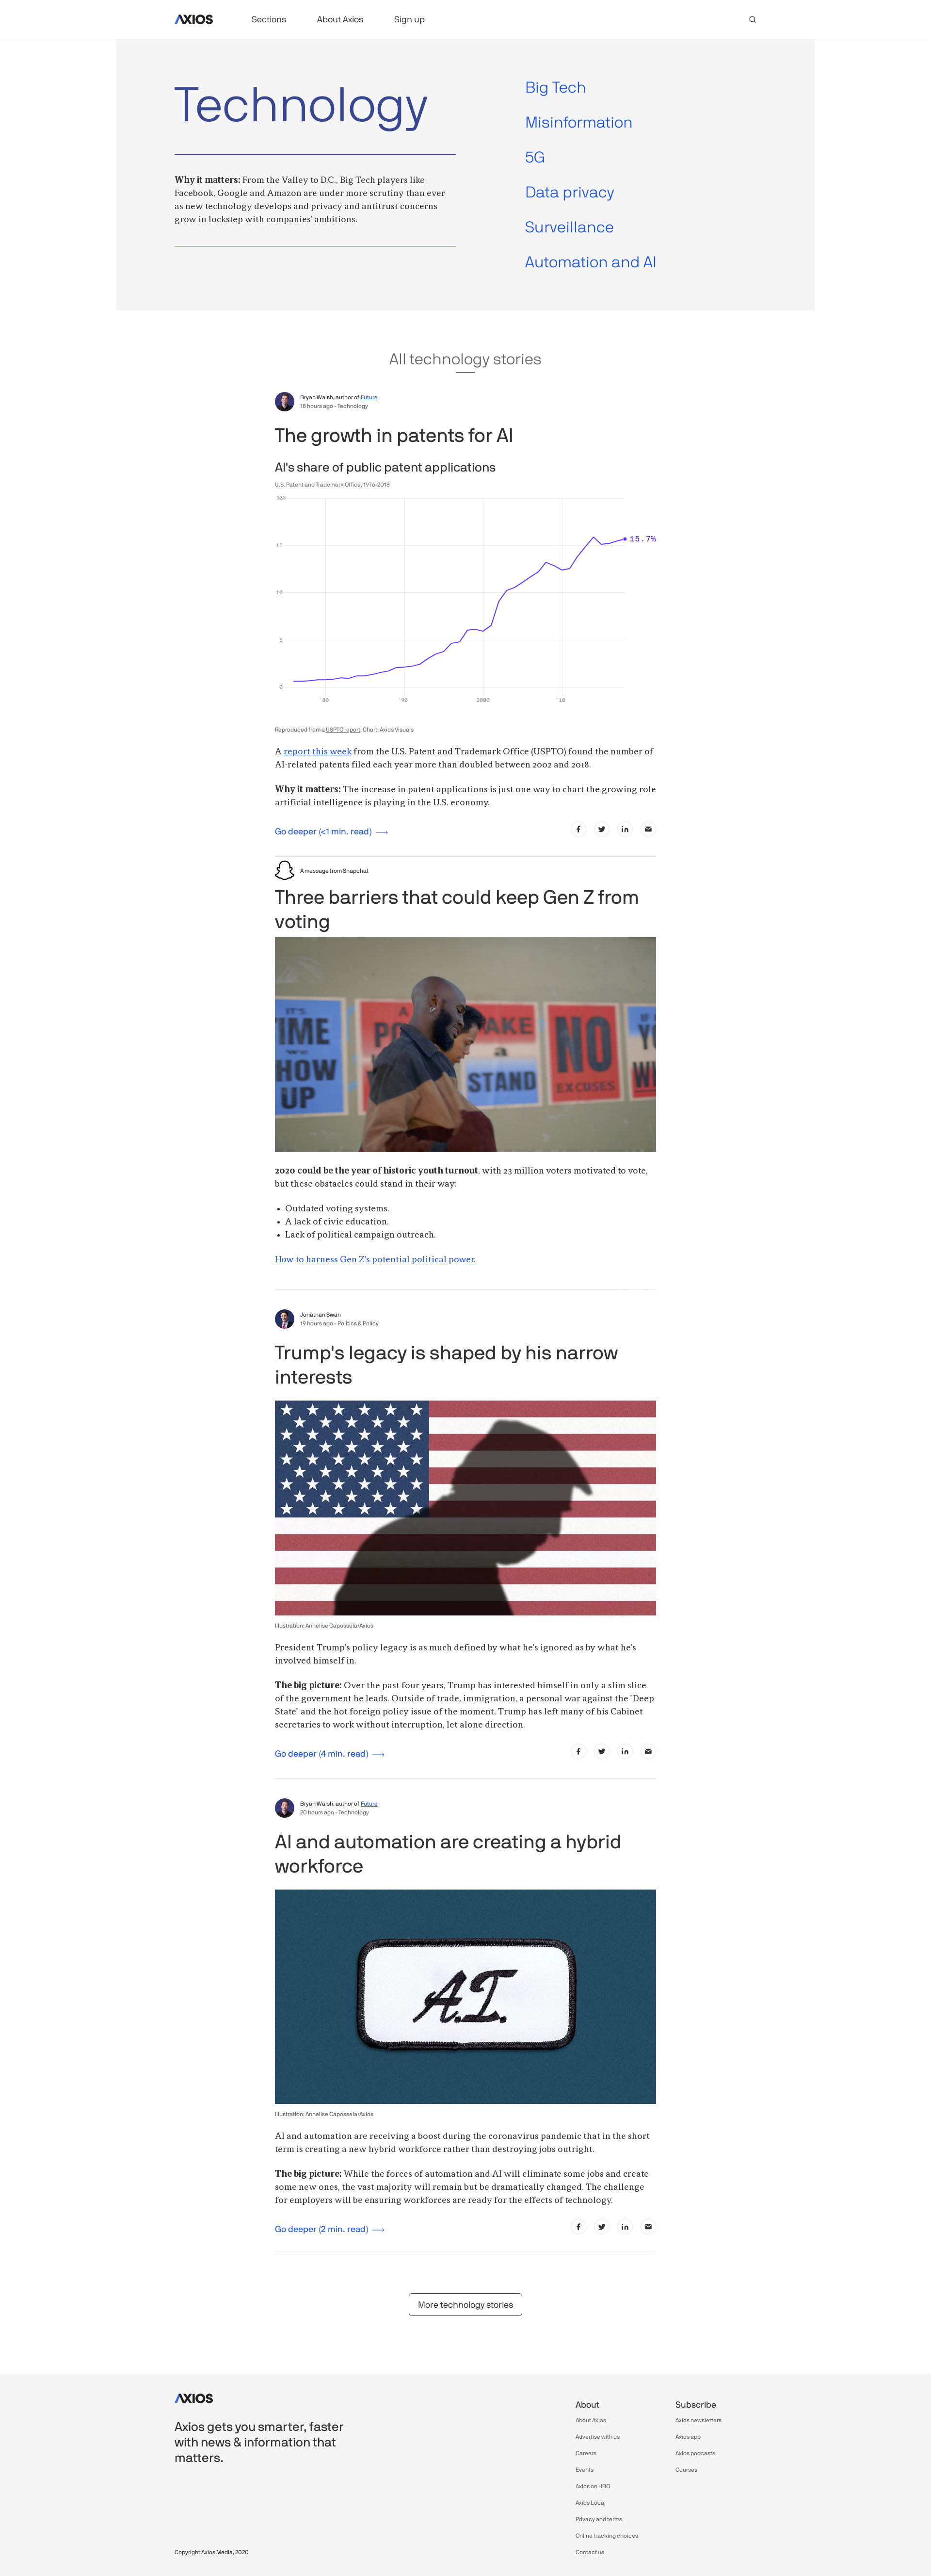 AXIOS
Sections
About Axios
Sign up
Technology
Why it matters: From the Valley to D.C., Big Tech players like
Facebook, Google and Amazon are under more scrutiny than ever
as new technology develops and privacy and antitrust concerns
grow in lockstep with companies' ambitions.
Big Tech
Misinformation
5G
Data privacy
Surveillance
Automation and AI
All technology stories
Bryan Walsh, author of Future
18 hours ago - Technology
The growth in patents for AI
AI's share of public patent applications
U.S. Patent and Trademark Office, 1976-2018
20%
15
10
5
0
15.7%
'80
'90
2000
'10
Reproduced from a USPTO report; Chart: Axios Visuals
A report this week from the U.S. Patent and Trademark Office (USPTO) found the number of
AI-related patents filed each year more than doubled between 2002 and 2018.
Why it matters: The increase in patent applications is just one way to chart the growing role
artificial intelligence is playing in the U.S. economy.
Go deeper (<1 min. read)
A message from Snapchat
Three barriers that could keep Gen Z from
voting
IT'S
TIME
WE
SHOW
UP
A
TAKE
A
STAND
NO
EXCUSES
IF
YOU
2020 could be the year of historic youth turnout, with 23 million voters motivated to vote,
but these obstacles could stand in their way:
• Outdated voting systems.
• A lack of civic education.
• Lack of political campaign outreach.
How to harness Gen Z's potential political power.
Jonathan Swan
19 hours ago - Politics & Policy
Trump's legacy is shaped by his narrow
interests
Illustration: Annelise Capossela/Axios
President Trump's policy legacy is as much defined by what he's ignored as by what he's
involved himself in.
The big picture: Over the past four years, Trump has interested himself in only a slim slice
of the government he leads. Outside of trade, immigration, a personal war against the "Deep
State" and the hot foreign policy issue of the moment, Trump has left many of his Cabinet
secretaries to work without interruption, let alone direction.
Go deeper (4 min. read)
Bryan Walsh, author of Future
20 hours ago - Technology
AI and automation are creating a hybrid
workforce
A.I.
Illustration: Annelise Capossela/Axios
AI and automation are receiving a boost during the coronavirus pandemic that in the short
term is creating a new hybrid workforce rather than destroying jobs outright.
The big picture: While the forces of automation and AI will eliminate some jobs and create
some new ones, the vast majority will remain but be dramatically changed. The challenge
for employers will be ensuring workforces are ready for the effects of technology.
Go deeper (2 min. read)
More technology stories
AXIOS
Axios gets you smarter, faster
with news & information that
matters.
Copyright Axios Media, 2020
About
About Axios
Advertise with us
Careers
Events
Axios on HBO
Axios Local
Privacy and terms
Online tracking choices
Contact us
Subscribe
Axios newsletters
Axios app
Axios podcasts
Courses